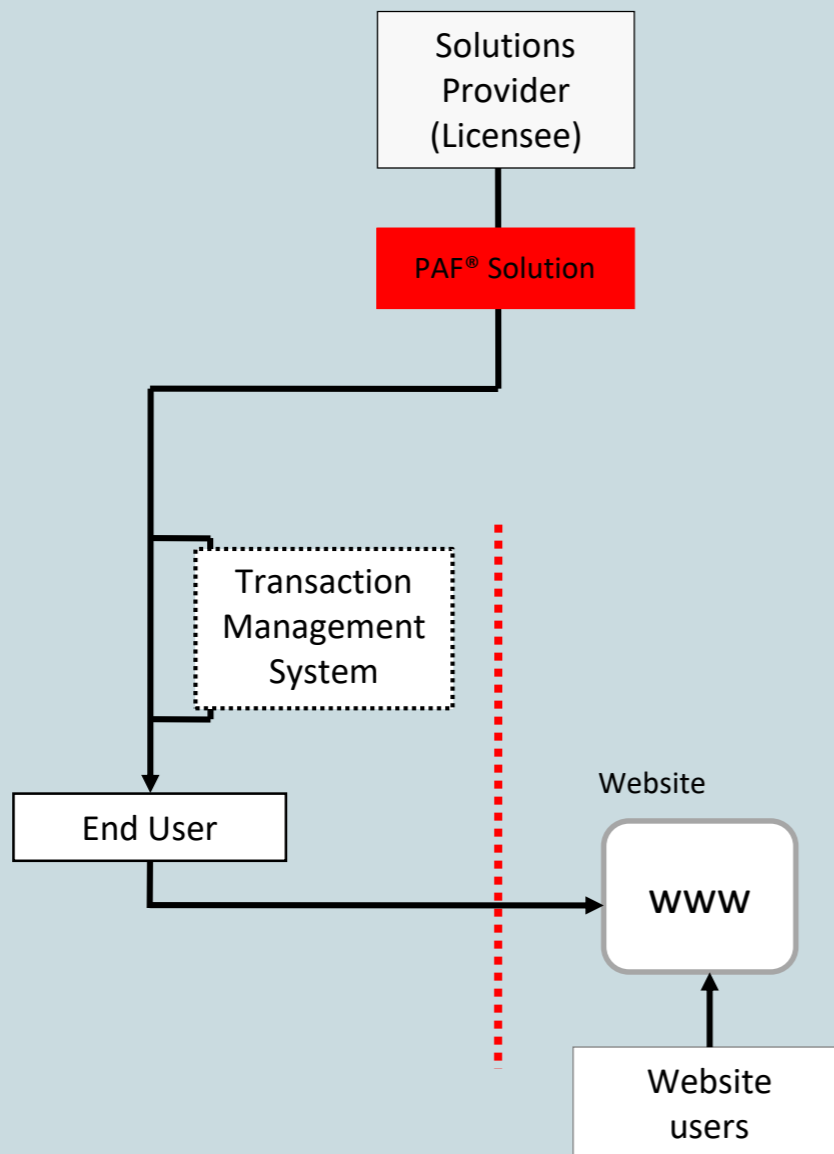 Solutions
Provider
(Licensee)
PAF® Solution
Transaction
Management
System
Website
End User
www
Website
users